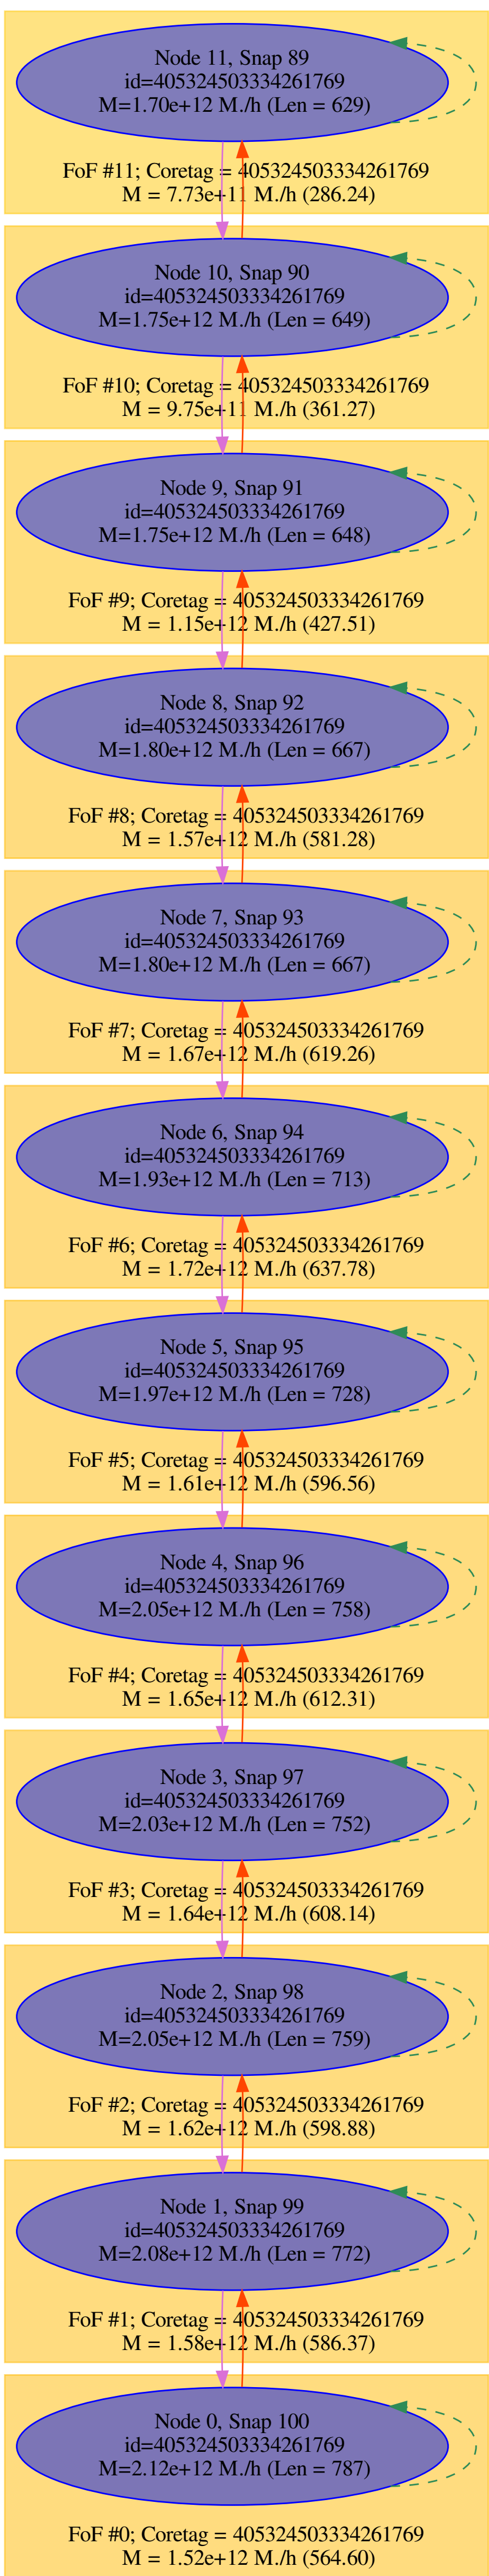 Node 11, Snap 89
id=405324503334261769
M=1.70e+12 M./h (Len = 629)
FoF #11; Coretag = 405324503334261769
M = 7.73e+11 M./h (286.24)
Node 10, Snap 90
id=405324503334261769
M=1.75e+12 M./h (Len = 649)
FoF #10; Coretag = 405324503334261769
M = 9.75e+11 M./h (361.27)
Node 9, Snap 91
id=405324503334261769
M=1.75e+12 M./h (Len = 648)
FoF #9; Coretag = 405324503334261769
M = 1.15e+12 M./h (427.51)
Node 8, Snap 92
id=405324503334261769
M=1.80e+12 M./h (Len = 667)
FoF #8; Coretag = 405324503334261769
M = 1.57e+12 M./h (581.28)
Node 7, Snap 93
id=405324503334261769
M=1.80e+12 M./h (Len = 667)
FoF #7; Coretag = 405324503334261769
M = 1.67e+12 M./h (619.26)
Node 6, Snap 94
id=405324503334261769
M=1.93e+12 M./h (Len = 713)
FoF #6; Coretag = 405324503334261769
M = 1.72e+12 M./h (637.78)
Node 5, Snap 95
id=405324503334261769
M=1.97e+12 M./h (Len = 728)
FoF #5; Coretag = 405324503334261769
M = 1.61e+12 M./h (596.56)
Node 4, Snap 96
id=405324503334261769
M=2.05e+12 M./h (Len = 758)
FoF #4; Coretag = 405324503334261769
M = 1.65e+12 M./h (612.31)
Node 3, Snap 97
id=405324503334261769
M=2.03e+12 M./h (Len = 752)
FoF #3; Coretag = 405324503334261769
M = 1.64e+12 M./h (608.14)
Node 2, Snap 98
id=405324503334261769
M=2.05e+12 M./h (Len = 759)
FoF #2; Coretag = 405324503334261769
M = 1.62e+12 M./h (598.88)
Node 1, Snap 99
id=405324503334261769
M=2.08e+12 M./h (Len = 772)
FoF #1; Coretag = 405324503334261769
M = 1.58e+12 M./h (586.37)
Node 0, Snap 100
id=405324503334261769
M=2.12e+12 M./h (Len = 787)
FoF #0; Coretag = 405324503334261769
M = 1.52e+12 M./h (564.60)